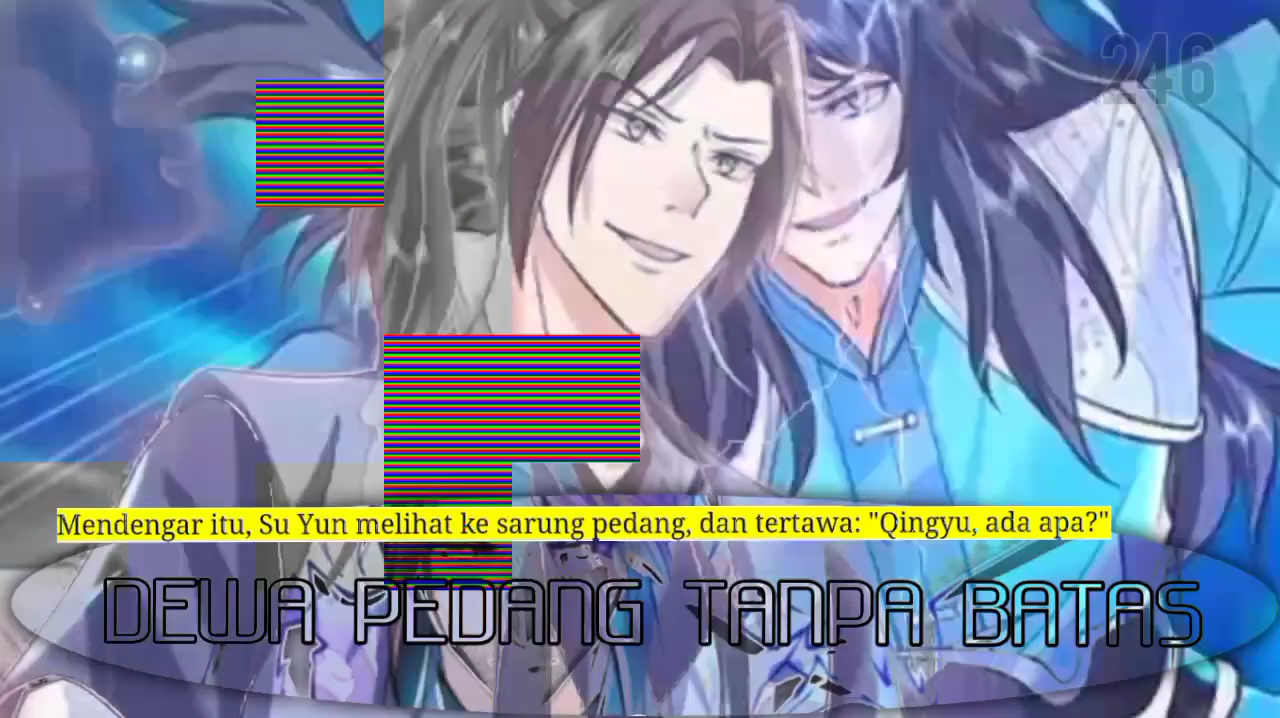 246
Mendengar itu, Su Yun melihat ke sarung pedang, dan tertawa: "Qingyu, ada apa?"
DEWA PEDANG TANPA BATAS